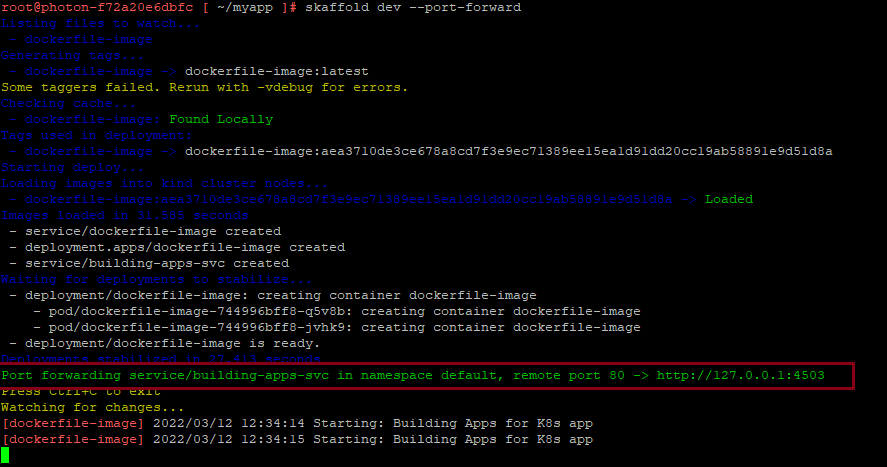 root@photon-f72a20e6dbfc [ ~/myapp ]# skaffold dev --port-forward
Listing files to watch...
- dockerfile-image
Generating tags...
- dockerfile-image -> dockerfile-image:latest
Some taggers failed. Rerun with -vdebug for errors.
Checking cache...
- dockerfile-image: Found Locally
Tags used in deployment:
- dockerfile-image -> dockerfile-image:aea3710de3ce678a8cd7f3e9ec71389ee15ea1d91dd20cc19ab58891e9d51d8a
Starting deploy...
Loading images into kind cluster nodes...
- dockerfile-image:aea3710de3ce678a8cd7f3e9ec71389ee15ea1d91dd20cc19ab58891e9d51d8a -> Loaded
Images loaded in 31.585 seconds
- service/dockerfile-image created
- deployment.apps/dockerfile-image created
- service/building-apps-svc created
Waiting for deployments to stabilize...
- deployment/dockerfile-image: creating container dockerfile-image
- pod/dockerfile-image-744996bff8-q5v8b: creating container dockerfile-image
- pod/dockerfile-image-744996bff8-jvhk9: creating container dockerfile-image
- deployment/dockerfile-image is ready.
Deployments stabilized in 27.413 seconds
Port forwarding service/building-apps-svc in namespace default, remote port 80 -> http://127.0.0.1:4503
Press Ctrl+C to exit
Watching for changes...
[dockerfile-image] 2022/03/12 12:34:14 Starting: Building Apps for K8s app
[dockerfile-image] 2022/03/12 12:34:15 Starting: Building Apps for K8s app